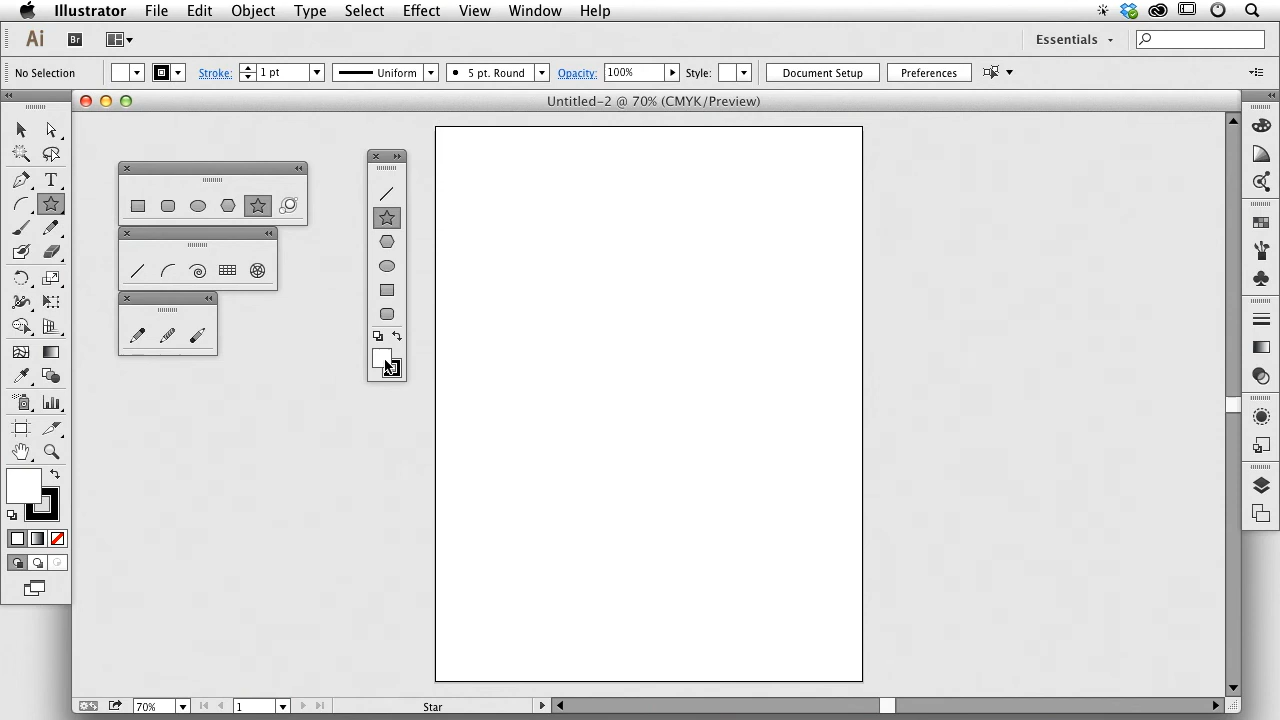 Illustrator File Edit Object Type Select Effect View Window Help
Ai Br Essentials
No Selection Stroke: 1 pt Uniform 5 pt. Round Opacity: 100% Style: Document Setup Preferences
Untitled-2 @ 70% (CMYK/Preview)
T
70% 1 Star